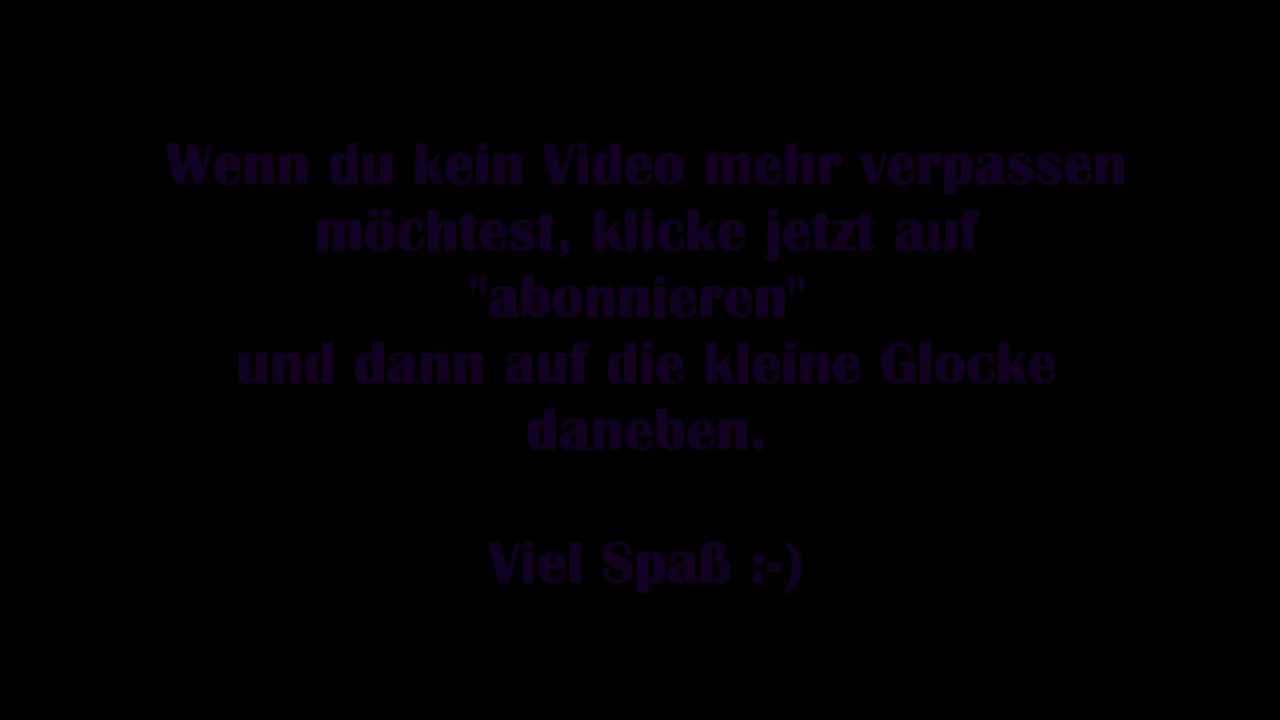 Wenn du kein Video mehr verpassen
möchtest, klicke jetzt auf
"abonnieren"
und dann auf die kleine Glocke
daneben.
Viel Spaß :-)